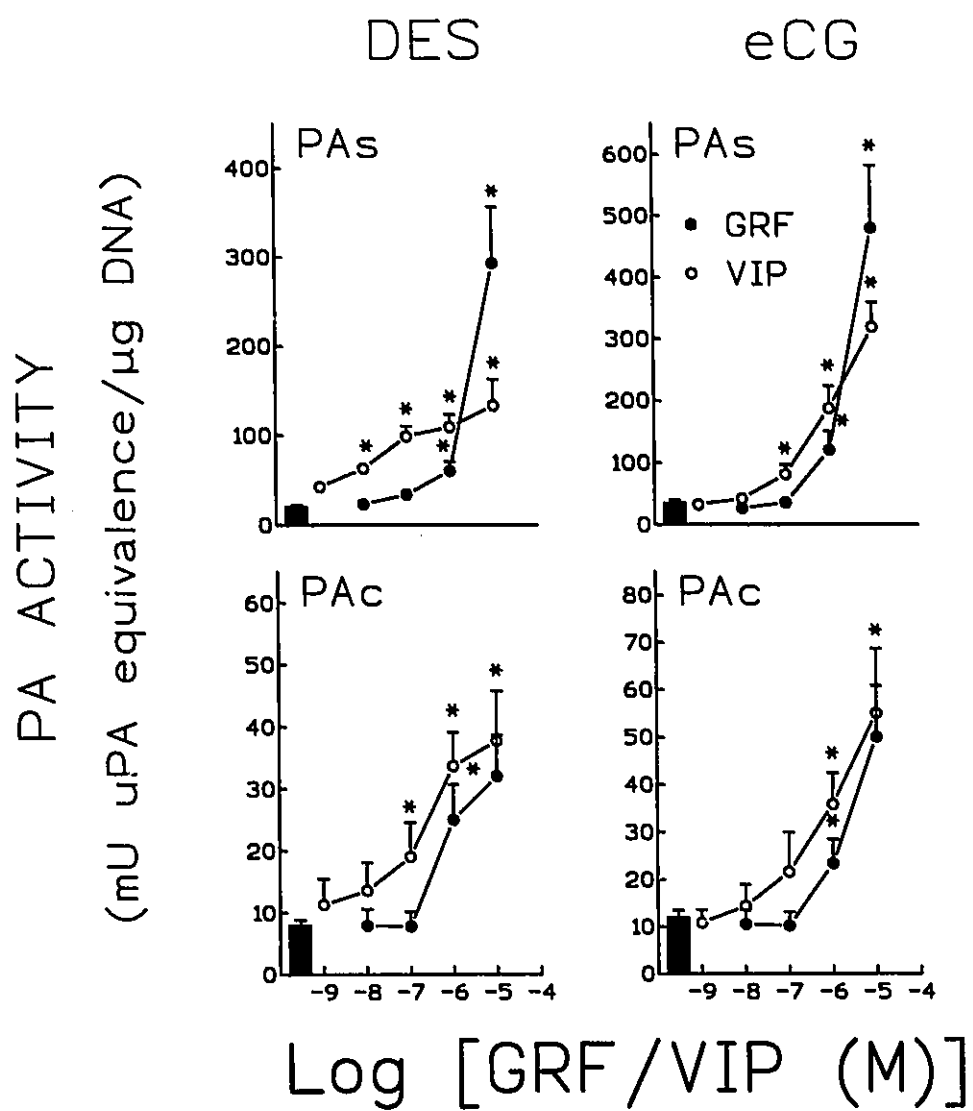 DES
eCG
PAs
400
300
200
100
0
PAs
600
500
400
300
200
100
0
GRF
VIP
PA ACTIVITY
(mU uPA equivalence/µg DNA)
PAc
60
50
40
30
20
10
0
-9 -8 -7 -6 -5 -4
PAc
80
70
60
50
40
30
20
10
0
-9 -8 -7 -6 -5 -4
Log [GRF/VIP (M)]